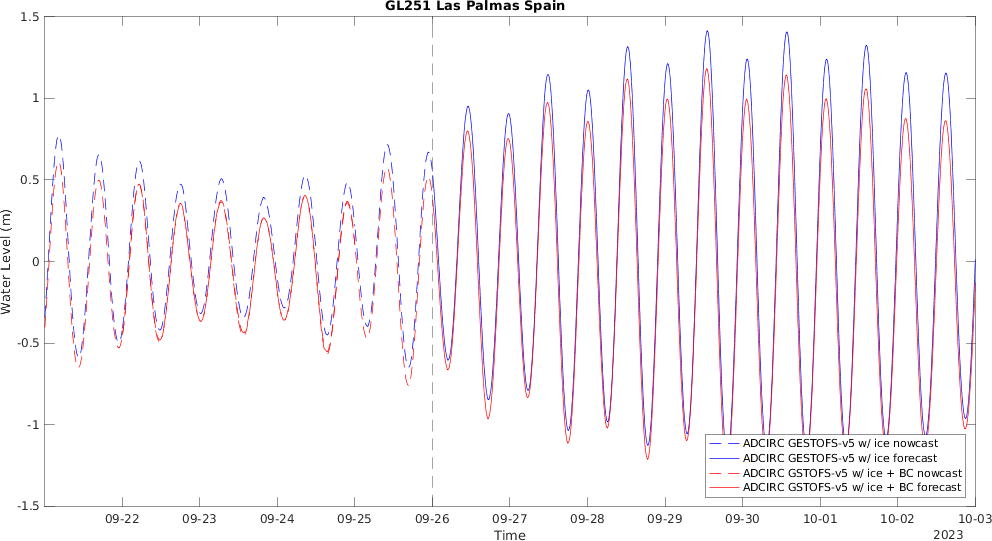 GL251 Las Palmas Spain
1.5
1
0.5
0
-0.5
-1
-1.5
Water Level (m)
ADCIRC GESTOFS-v5 w/ ice nowcast
ADCIRC GESTOFS-v5 w/ ice forecast
ADCIRC GSTOFS-v5 w/ ice + BC nowcast
ADCIRC GSTOFS-v5 w/ ice + BC forecast
09-22 09-23 09-24 09-25 09-26 09-27 09-28 09-29 09-30 10-01 10-02 10-03
Time
2023